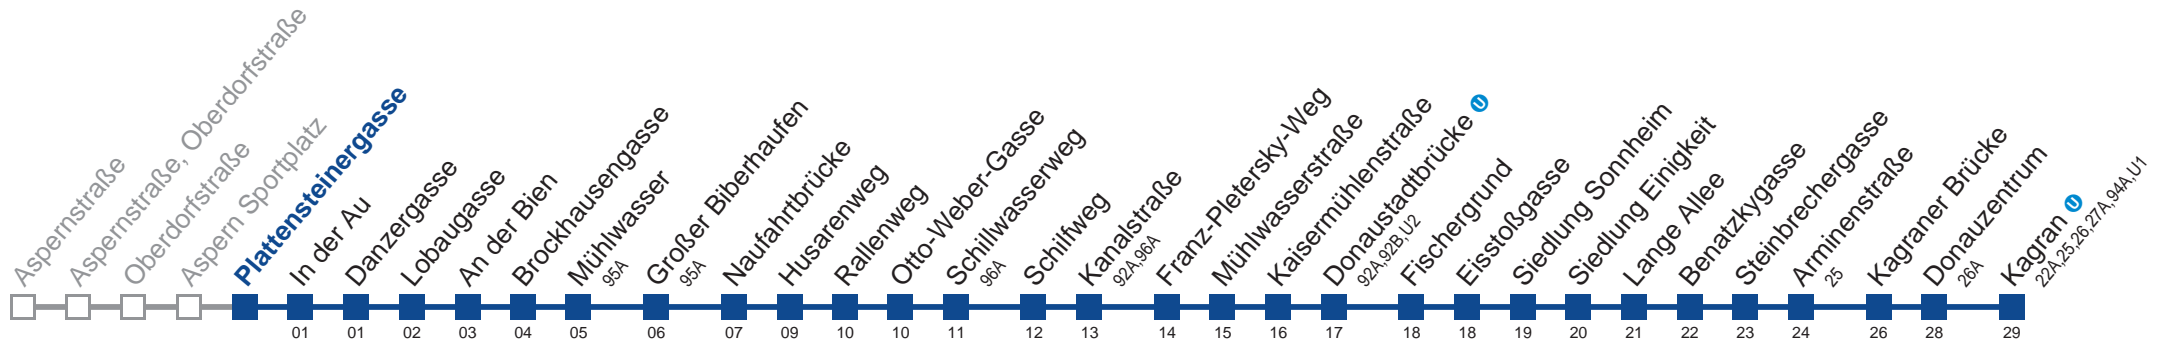 Aspernstraße
Aspernstraße, Oberdorfstraße
Oberdorfstraße
Aspern Sportplatz
Plattensteinergasse
In der Au
01
Danzergasse
01
Lobaugasse
02
An der Bien
03
Brockhausengasse
04
Mühlwasser
95A
05
Großer Biberhaufen
95A
06
Naufahrtbrücke
07
Husarenweg
09
Rallenweg
10
Otto-Weber-Gasse
10
Schillwasserweg
96A
11
Schilfweg
12
Kanalstraße
92A,96A
13
Franz-Pletersky-Weg
14
Mühlwasserstraße
15
Kaisermühlenstraße
16
Donaustadtbrücke U
92A,92B,U2
17
Fischergrund
18
Eisstoßgasse
18
Siedlung Sonnheim
19
Siedlung Einigkeit
20
Lange Allee
21
Benatzkygasse
22
Steinbrechergasse
23
Arminenstraße
25
24
Kagraner Brücke
26
Donauzentrum
26A
28
Kagran U
22A,25,26,27A,94A,U1
29